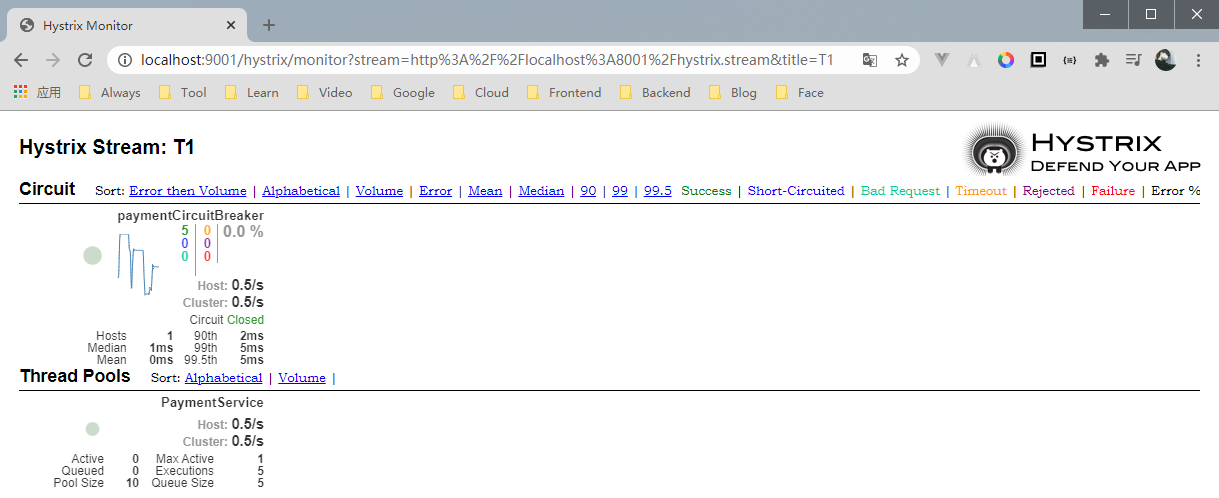 Hystrix Monitor
localhost:9001/hystrix/monitor?stream=http%3A%2F%2Flocalhost%3A8001%2Fhystrix.stream&title=T1
应用 Always Tool Learn Video Google Cloud Frontend Backend Blog Face
Hystrix Stream: T1
HYSTRIX
DEFEND YOUR APP
Circuit Sort: Error then Volume | Alphabetical | Volume | Error | Mean | Median | 90 | 99 | 99.5 Success | Short-Circuited | Bad Request | Timeout | Rejected | Failure | Error %
paymentCircuitBreaker
5 0 0.0 %
0 0
0 0
Host: 0.5/s
Cluster: 0.5/s
Circuit Closed
Hosts 1 90th 2ms
Median 1ms 99th 5ms
Mean 0ms 99.5th 5ms
Thread Pools Sort: Alphabetical | Volume |
PaymentService
Host: 0.5/s
Cluster: 0.5/s
Active 0 Max Active 1
Queued 0 Executions 5
Pool Size 10 Queue Size 5